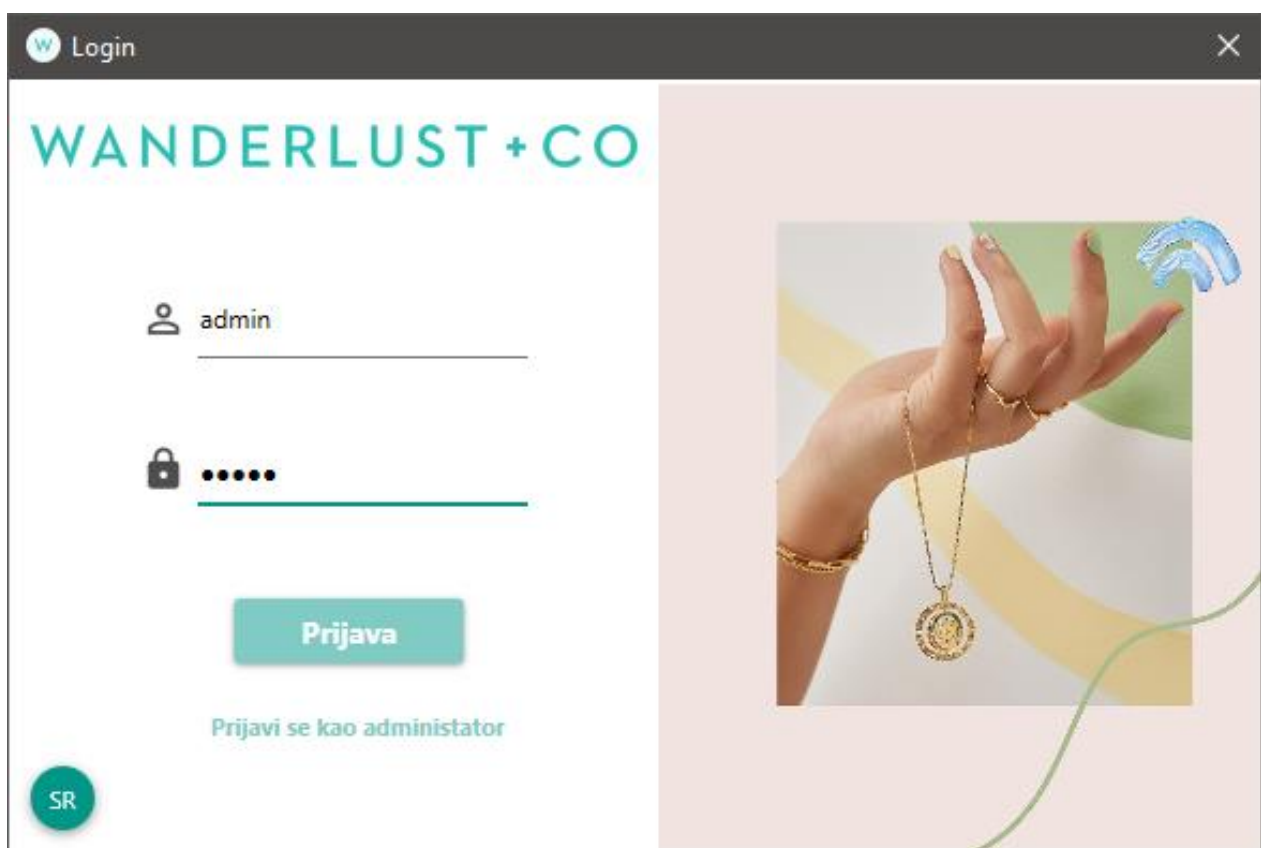 W Login
WANDERLUST + CO
admin
•••••
Prijava
Prijavi se kao administator
SR